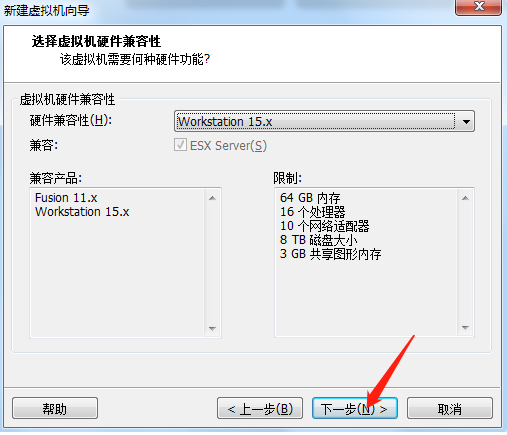 新建虚拟机向导
选择虚拟机硬件兼容性
该虚拟机需要何种硬件功能?
虚拟机硬件兼容性
硬件兼容性(H): Workstation 15.x
兼容: ESX Server(S)
兼容产品:
Fusion 11.x
Workstation 15.x
限制:
64 GB 内存
16 个处理器
10 个网络适配器
8 TB 磁盘大小
3 GB 共享图形内存
帮助 < 上一步(B) 下一步(N) > 取消